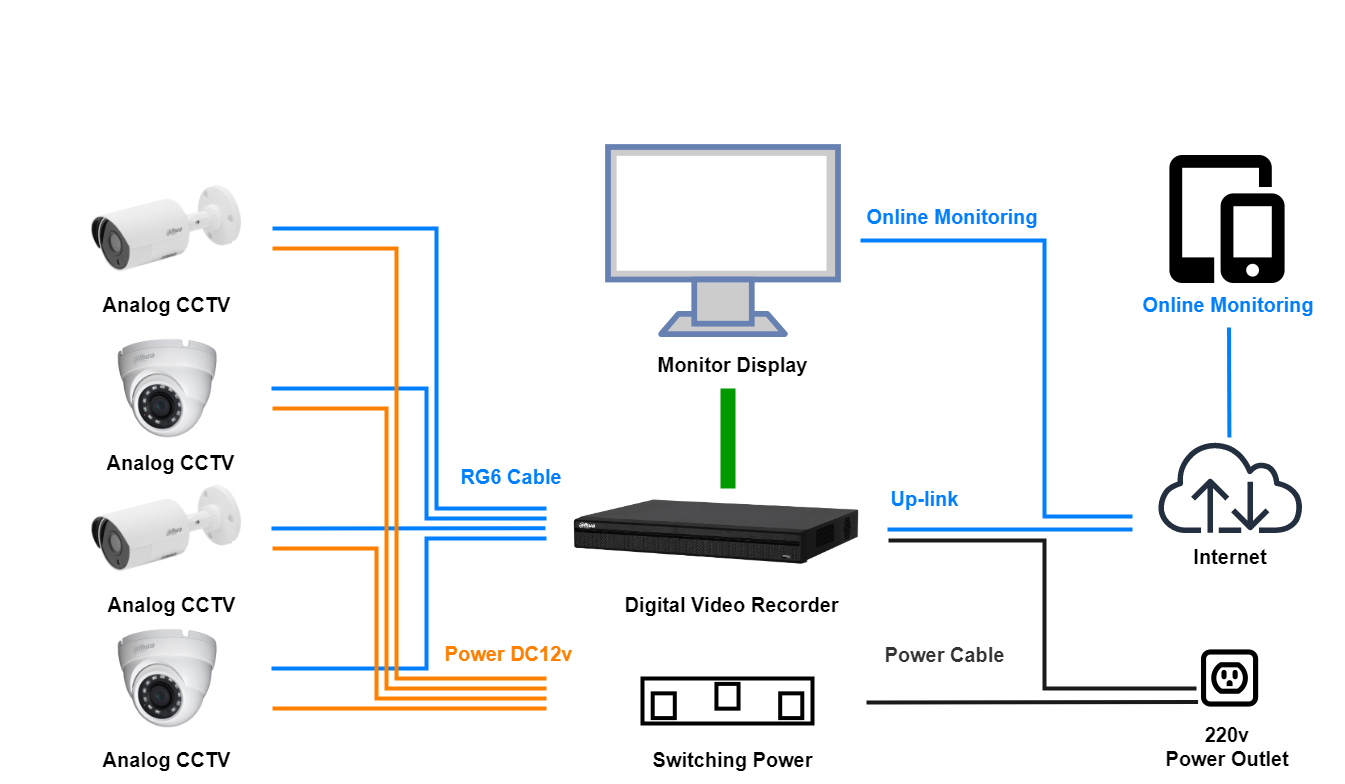 Online Monitoring
Analog CCTV
Online Monitoring
Monitor Display
Analog CCTV
RG6 Cable
Up-link
alhua
Internet
Analog CCTV
Digital Video Recorder
Power DC12v
Power Cable
220v
Power Outlet
Analog CCTV
Switching Power